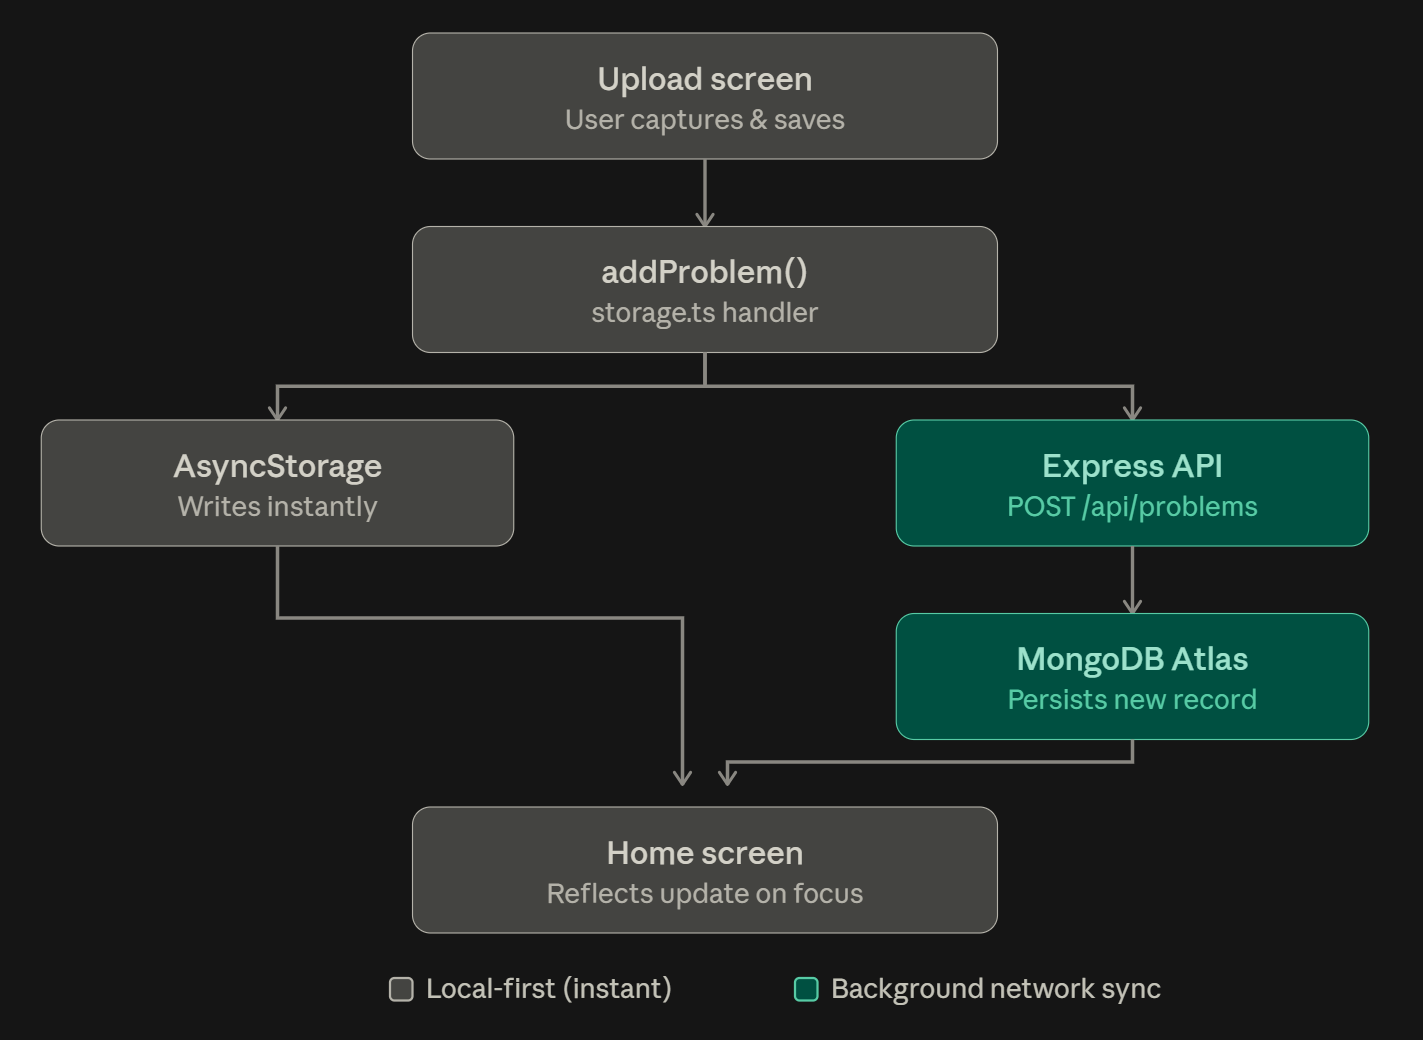 Upload screen
User captures & saves
addProblem()
storage.ts handler
AsyncStorage
Writes instantly
Express API
POST /api/problems
MongoDB Atlas
Persists new record
Home screen
Reflects update on focus
Local-first (instant)
Background network sync